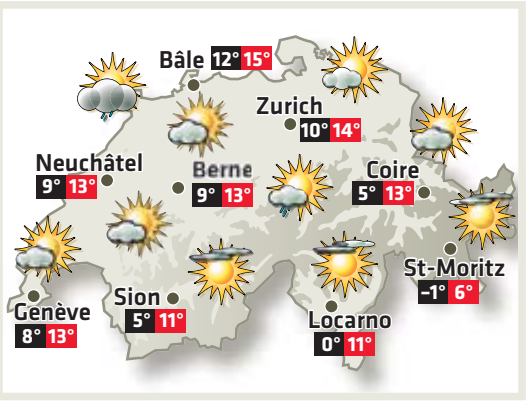 Bâle 12° 15°
Zurich
10° 14°
Neuchâtel
9° 13°
Berne
9° 13°
Coire
5° 13°
St-Moritz
–1° 6°
Sion
5° 11°
Genève
8° 13°
Locarno
0° 11°